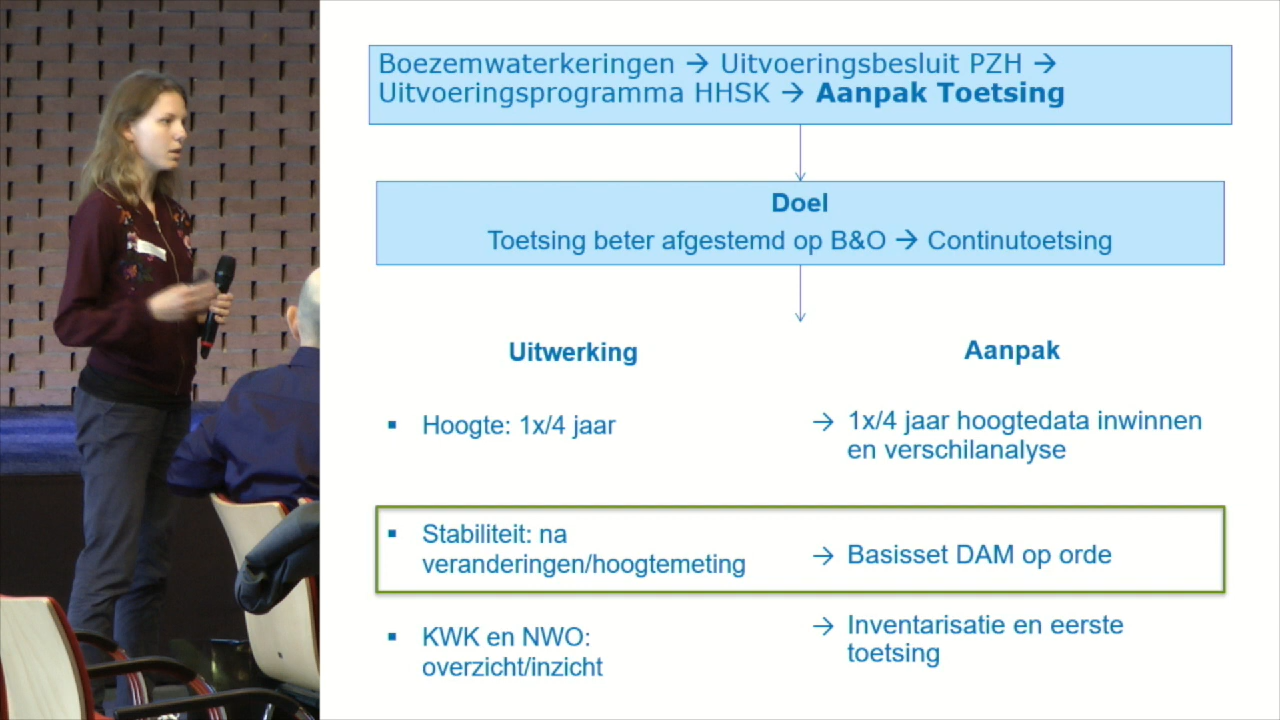 Boezemwaterkeringen → Uitvoeringsbesluit PZH →
Uitvoeringsprogramma HHSK → Aanpak Toetsing
Doel
Toetsing beter afgestemd op B&O → Continutoetsing
Uitwerking
Aanpak
▪ Hoogte: 1x/4 jaar
→ 1x/4 jaar hoogtedata inwinnen
en verschilanalyse
▪ Stabiliteit: na
veranderingen/hoogtemeting
→ Basisset DAM op orde
▪ KWK en NWO:
overzicht/inzicht
→ Inventarisatie en eerste
toetsing